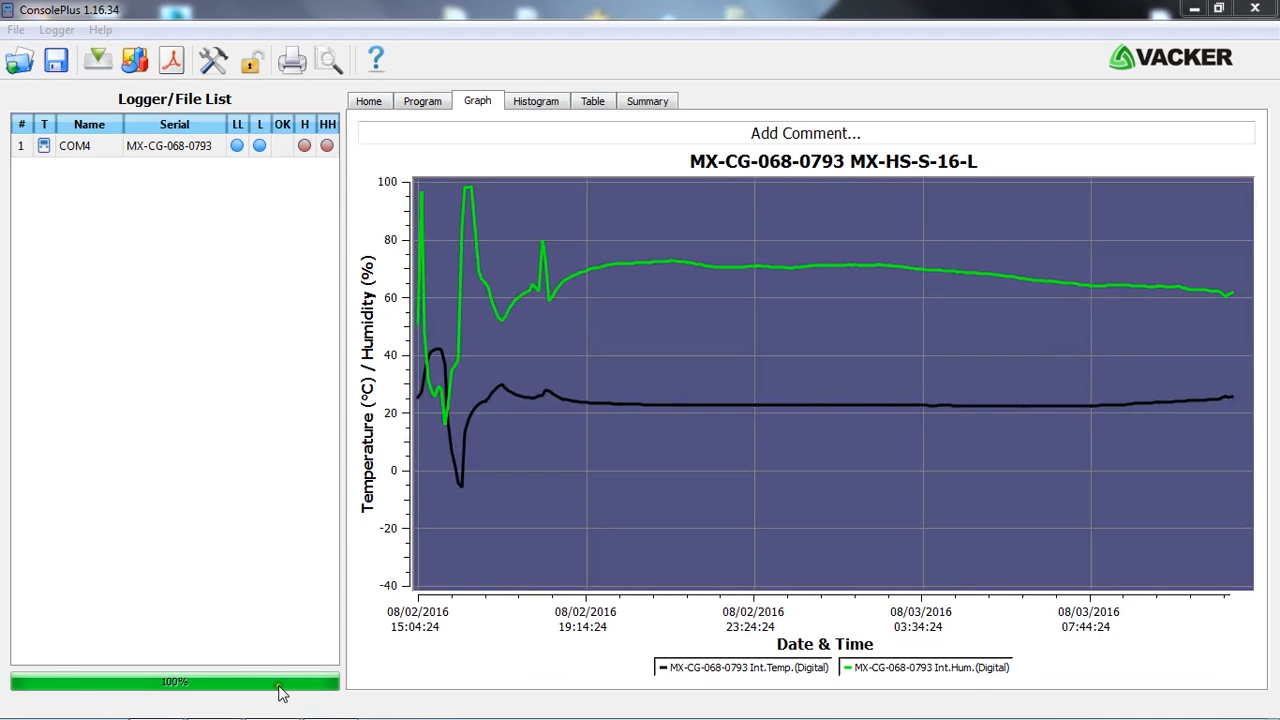 ConsolePlus 1.16.34
File Logger Help
VACKER
Logger/File List
# T Name Serial LL L OK H HH
1 COM4 MX-CG-068-0793
Home Program Graph Histogram Table Summary
Add Comment...
MX-CG-068-0793 MX-HS-S-16-L
Temperature (°C) / Humidity (%)
100
80
60
40
20
0
-20
-40
08/02/2016 08/02/2016 08/02/2016 08/03/2016 08/03/2016
15:04:24 19:14:24 23:24:24 03:34:24 07:44:24
Date & Time
MX-CG-068-0793 Int.Temp.(Digital) MX-CG-068-0793 Int.Hum.(Digital)
100%